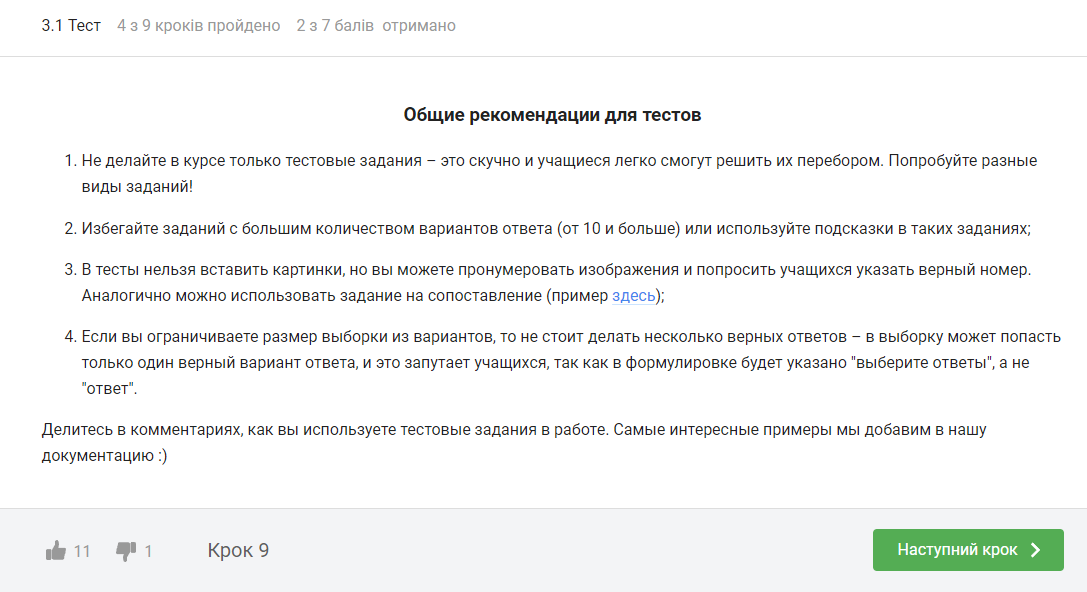 3.1 Тест 4 з 9 кроків пройдено 2 з 7 балів отримано
Общие рекомендации для тестов
1. Не делайте в курсе только тестовые задания – это скучно и учащиеся легко смогут решить их перебором. Попробуйте разные
виды заданий!
2. Избегайте заданий с большим количеством вариантов ответа (от 10 и больше) или используйте подсказки в таких заданиях;
3. В тесты нельзя вставить картинки, но вы можете пронумеровать изображения и попросить учащихся указать верный номер.
Аналогично можно использовать задание на сопоставление (пример здесь);
4. Если вы ограничиваете размер выборки из вариантов, то не стоит делать несколько верных ответов – в выборку может попасть
только один верный вариант ответа, и это запутает учащихся, так как в формулировке будет указано "выберите ответы", а не
"ответ".
Делитесь в комментариях, как вы используете тестовые задания в работе. Самые интересные примеры мы добавим в нашу
документацию :)
11 1 Крок 9 Наступний крок